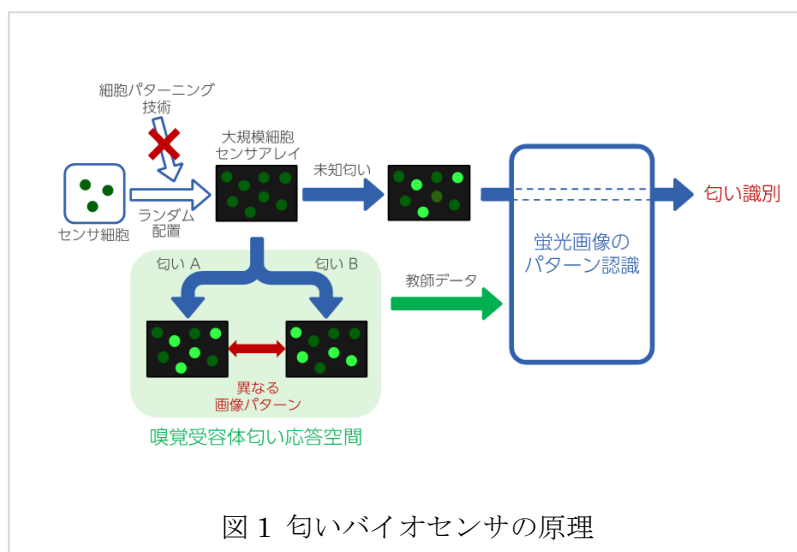 細胞パターニング
技術
大規模細胞
センサアレイ
未知匂い
センサ細胞
ランダム
配置
匂い識別
蛍光画像の
パターン認識
匂い A
匂い B
教師データ
異なる
画像パターン
嗅覚受容体匂い応答空間
図 1 匂いバイオセンサの原理